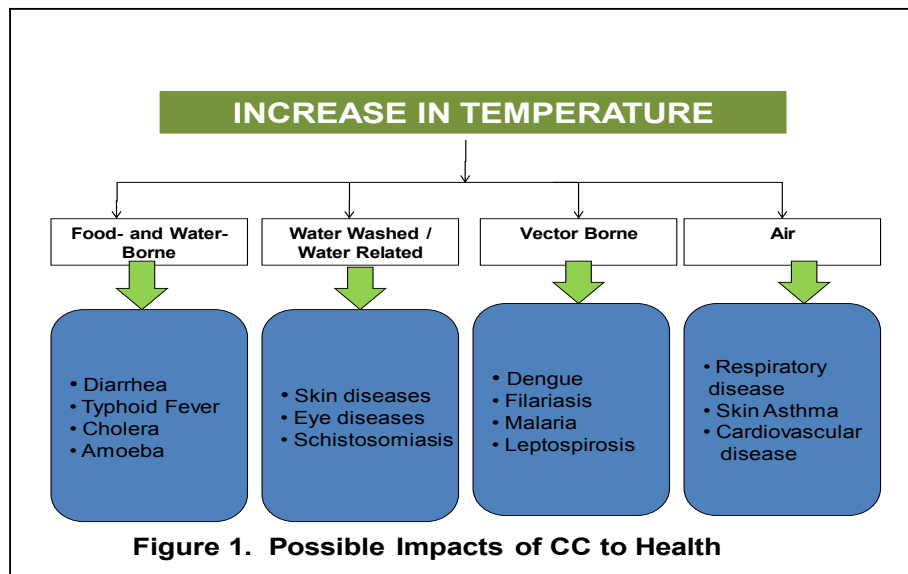 INCREASE IN TEMPERATURE
Food- and Water-
Borne
Water Washed /
Water Related
Vector Borne
Air
• Diarrhea
• Typhoid Fever
• Cholera
• Amoeba
• Skin diseases
• Eye diseases
• Schistosomiasis
• Dengue
• Filariasis
• Malaria
• Leptospirosis
• Respiratory
disease
• Skin Asthma
• Cardiovascular
disease
Figure 1. Possible Impacts of CC to Health